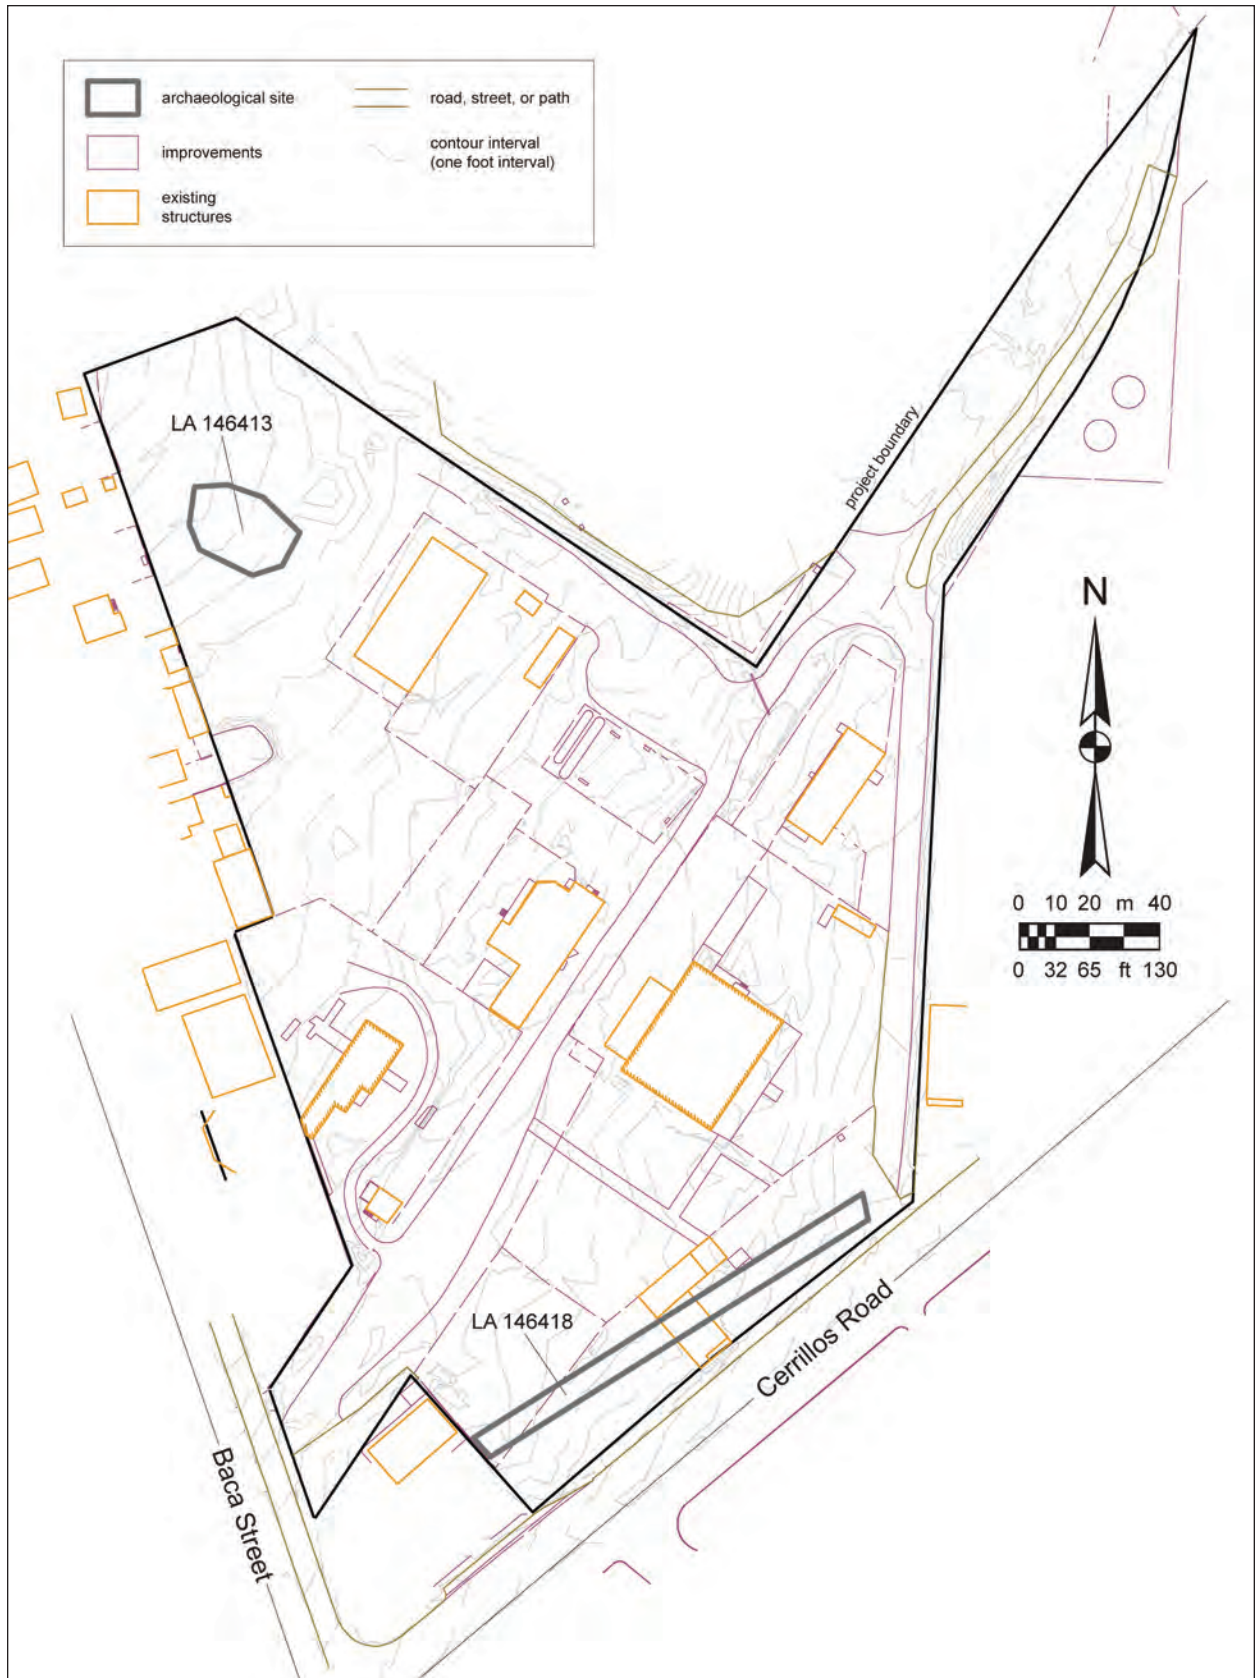 archaeological site
road, street, or path
improvements
contour interval
(one foot interval)
existing
structures
LA 146413
project boundary
N
0 10 20 m 40
0 32 65 ft 130
LA 146418
Cerrillos Road
Baca Street